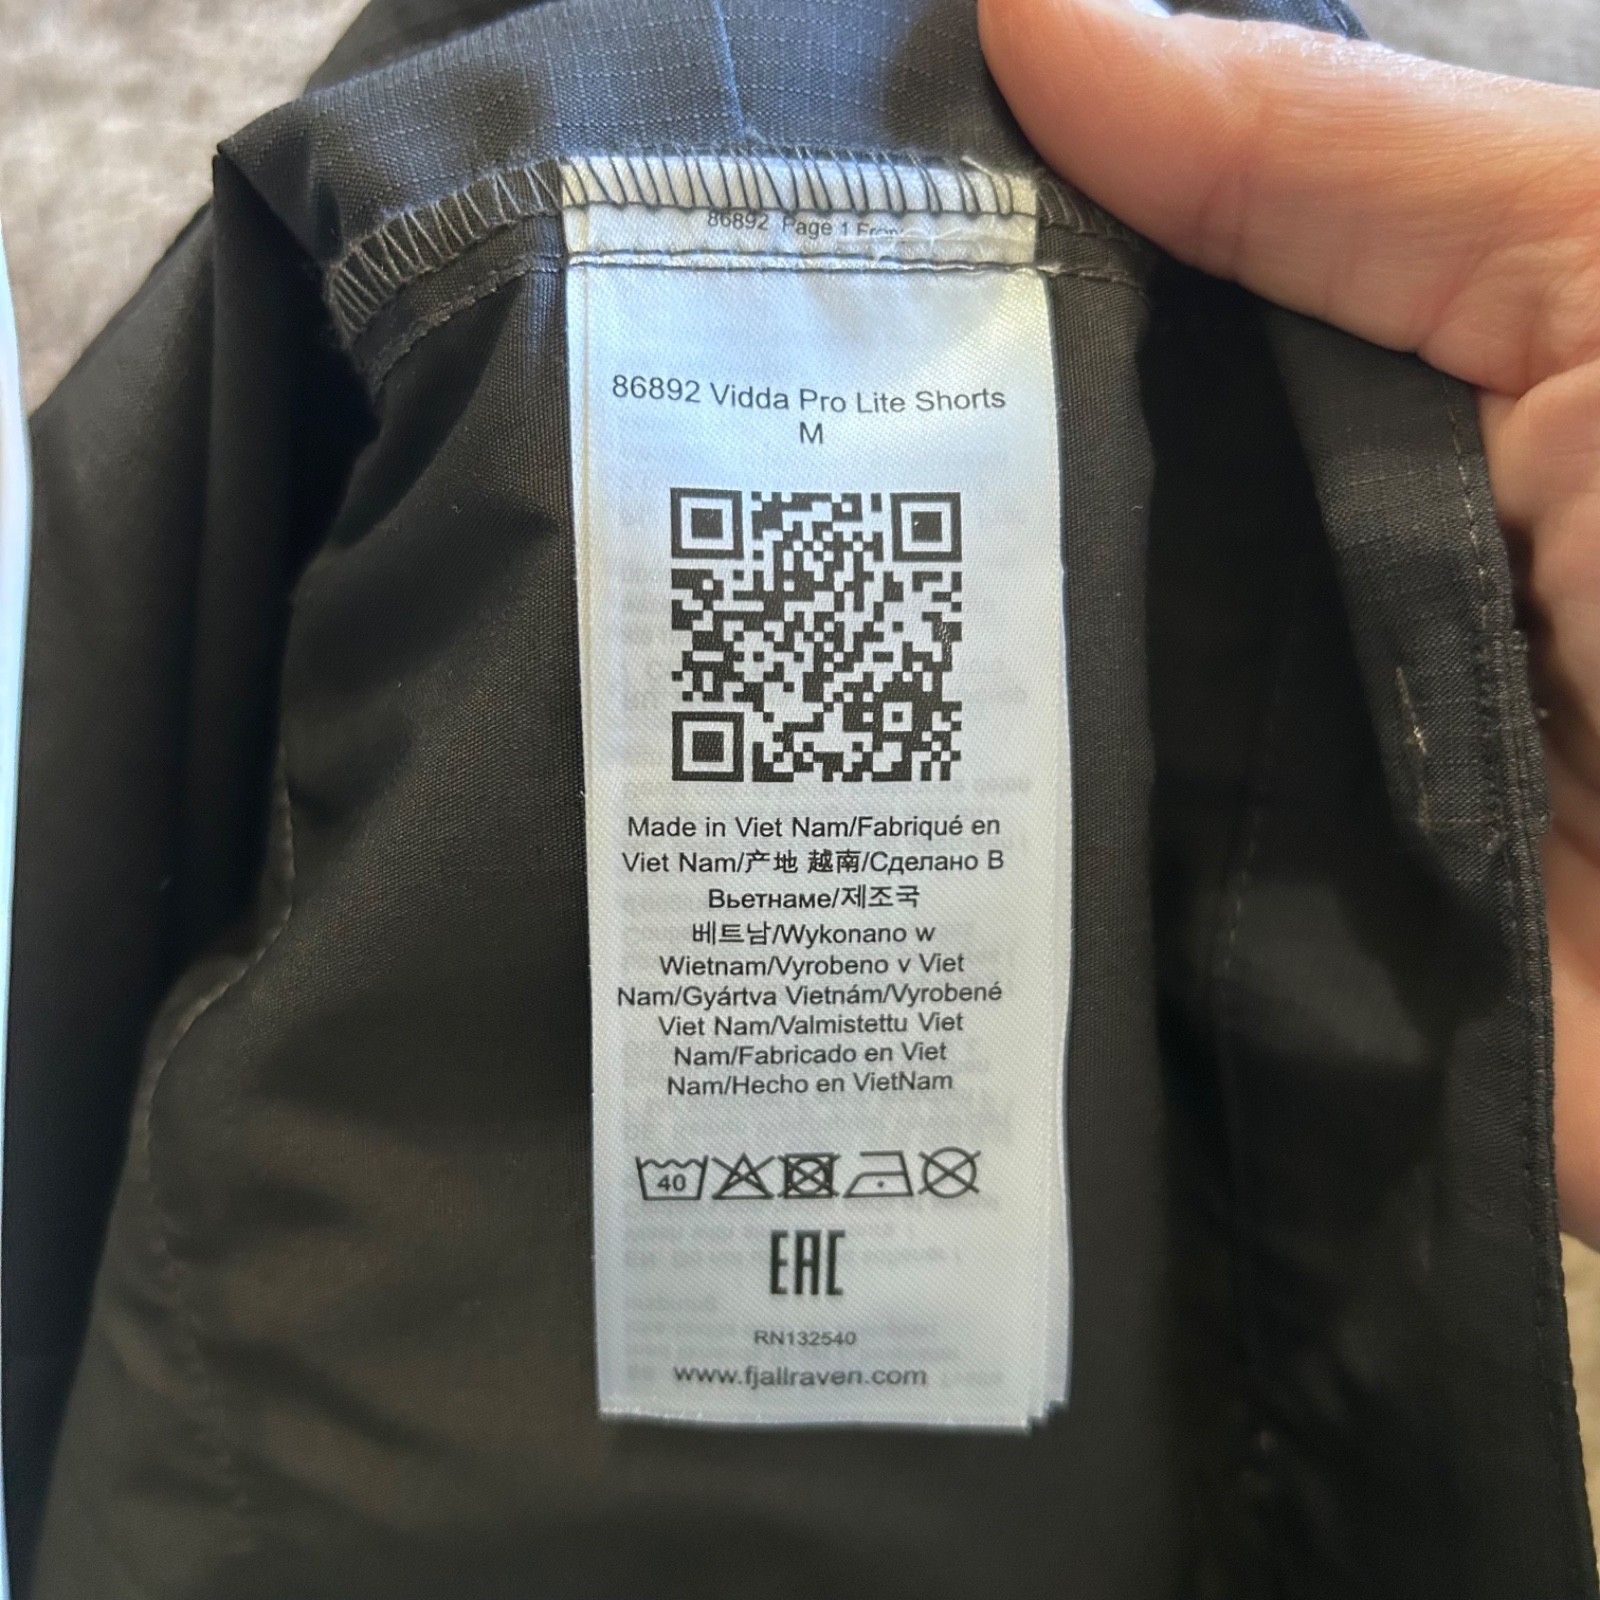 86892 Page 1
86892 Vidda Pro Lite Shorts
M
Made in Viet Nam/Fabriqué en
Viet Nam/产地 越南/Сделано В
Вьетнаме/제조국
베트남/Wykonano w
Wietnam/Vyrobeno v Viet
Nam/Gyártva Vietnám/Vyrobené
Viet Nam/Valmistettu Viet
Nam/Fabricado en Viet
Nam/Hecho en VietNam
40
EAC
RN132540
www.fjallraven.com